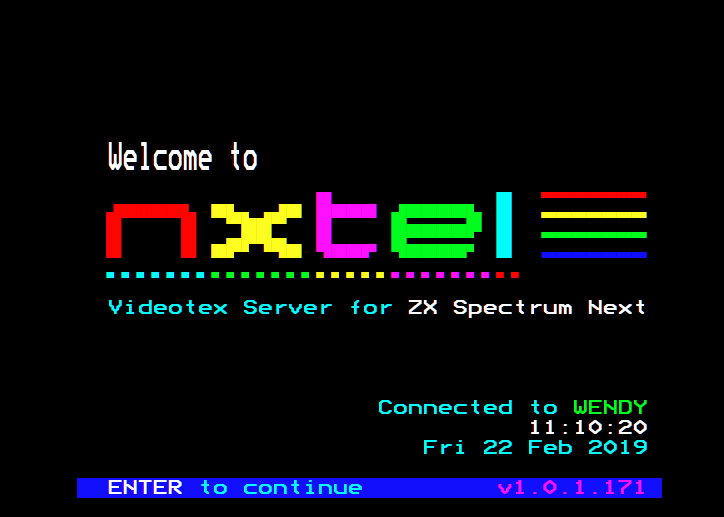 Welcome to
nxtel
Videotex Server for ZX Spectrum Next
Connected to WENDY
11:10:20
Fri 22 Feb 2019
ENTER to continue v1.0.1.171